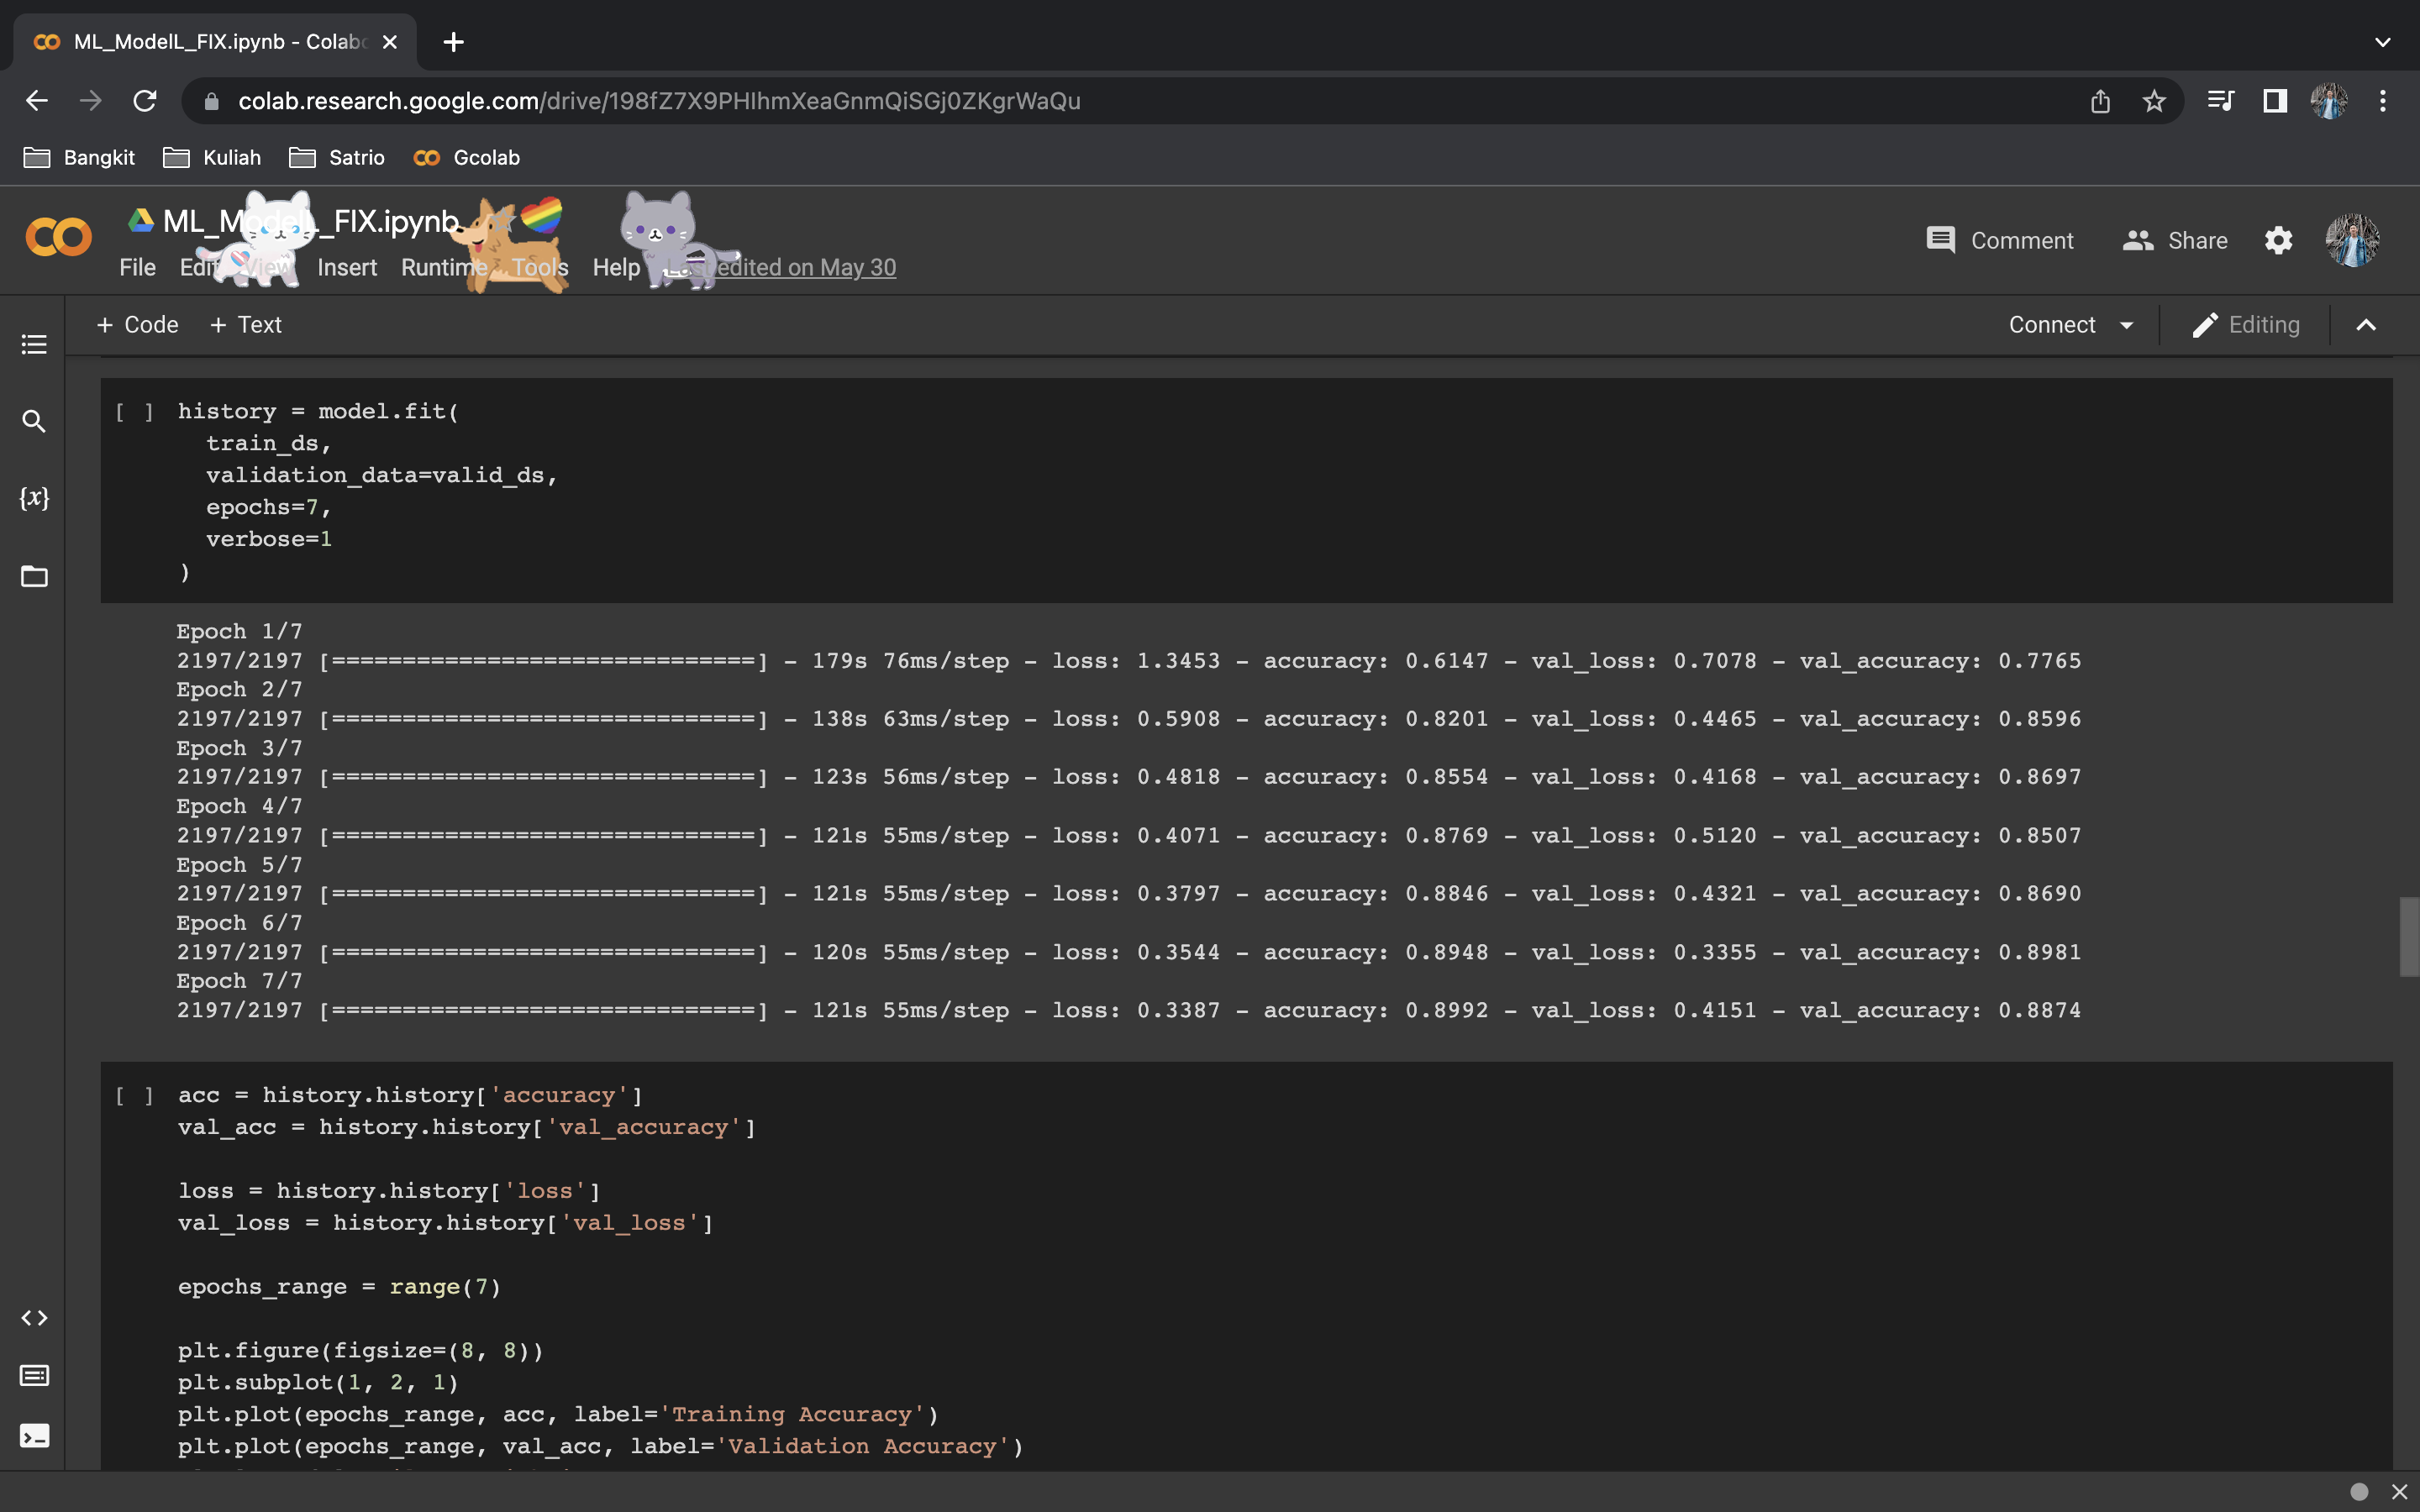 ML_ModelL_FIX.ipynb - Colab
colab.research.google.com/drive/198fZ7X9PHIhmXeaGnmQiSGj0ZKgrWaQu
Bangkit Kuliah Satrio Gcolab
ML_ModelL_FIX.ipynb
File Edit View Insert Runtime Tools Help Last edited on May 30
Comment Share
+ Code + Text
Connect Editing
{x}
[ ] history = model.fit(
train_ds,
validation_data=valid_ds,
epochs=7,
verbose=1
)
Epoch 1/7
2197/2197 [==============================] - 179s 76ms/step - loss: 1.3453 - accuracy: 0.6147 - val_loss: 0.7078 - val_accuracy: 0.7765
Epoch 2/7
2197/2197 [==============================] - 138s 63ms/step - loss: 0.5908 - accuracy: 0.8201 - val_loss: 0.4465 - val_accuracy: 0.8596
Epoch 3/7
2197/2197 [==============================] - 123s 56ms/step - loss: 0.4818 - accuracy: 0.8554 - val_loss: 0.4168 - val_accuracy: 0.8697
Epoch 4/7
2197/2197 [==============================] - 121s 55ms/step - loss: 0.4071 - accuracy: 0.8769 - val_loss: 0.5120 - val_accuracy: 0.8507
Epoch 5/7
2197/2197 [==============================] - 121s 55ms/step - loss: 0.3797 - accuracy: 0.8846 - val_loss: 0.4321 - val_accuracy: 0.8690
Epoch 6/7
2197/2197 [==============================] - 120s 55ms/step - loss: 0.3544 - accuracy: 0.8948 - val_loss: 0.3355 - val_accuracy: 0.8981
Epoch 7/7
2197/2197 [==============================] - 121s 55ms/step - loss: 0.3387 - accuracy: 0.8992 - val_loss: 0.4151 - val_accuracy: 0.8874
[ ] acc = history.history['accuracy']
val_acc = history.history['val_accuracy']
loss = history.history['loss']
val_loss = history.history['val_loss']
epochs_range = range(7)
plt.figure(figsize=(8, 8))
plt.subplot(1, 2, 1)
plt.plot(epochs_range, acc, label='Training Accuracy')
plt.plot(epochs_range, val_acc, label='Validation Accuracy')